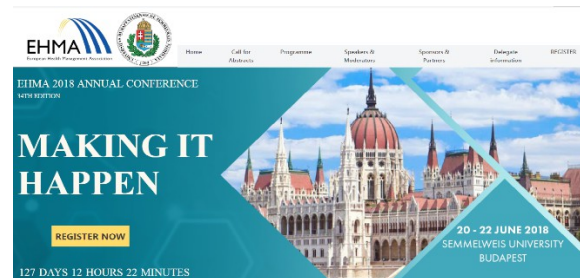 EHMA
European Health Management Association
Home
Call for
Abstracts
Programme
Speakers &
Moderators
Sponsors &
Partners
Delegate
information
REGISTER
EHMA 2018 ANNUAL CONFERENCE
14TH EDITION
MAKING IT
HAPPEN
REGISTER NOW
127 DAYS 12 HOURS 22 MINUTES
20 - 22 JUNE 2018
SEMMELWEIS UNIVERSITY
BUDAPEST